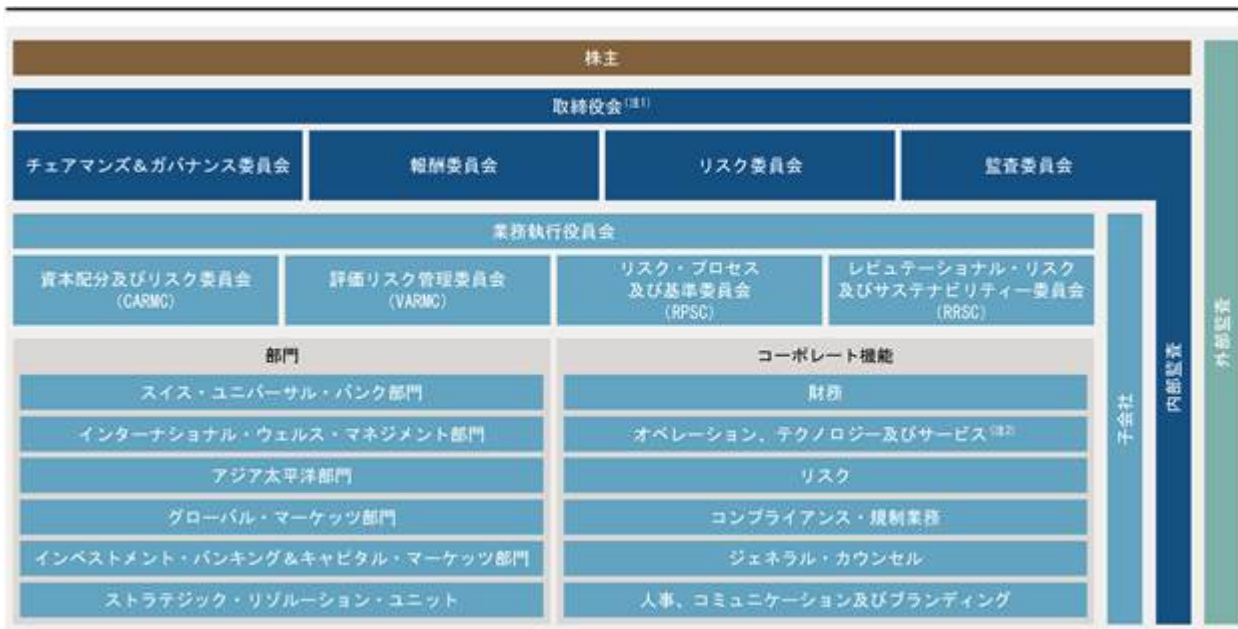 株主
取締役会(注1)
チェアマンズ&ガバナンス委員会
報酬委員会
リスク委員会
監査委員会
業務執行役員会
資本配分及びリスク委員会
(CARMC)
評価リスク管理委員会
(VARMC)
リスク・プロセス
及び基準委員会
(RPSC)
レピュテーショナル・リスク
及びサステナビリティー委員会
(RRSC)
部門
スイス・ユニバーサル・バンク部門
インターナショナル・ウェルス・マネジメント部門
アジア太平洋部門
グローバル・マーケッツ部門
インベストメント・バンキング&キャピタル・マーケッツ部門
ストラテジック・リゾルーション・ユニット
コーポレート機能
財務
オペレーション、テクノロジー及びサービス(注2)
リスク
コンプライアンス・規制業務
ジェネラル・カウンセル
人事、コミュニケーション及びブランディング
子会社
内部監査
外部監査